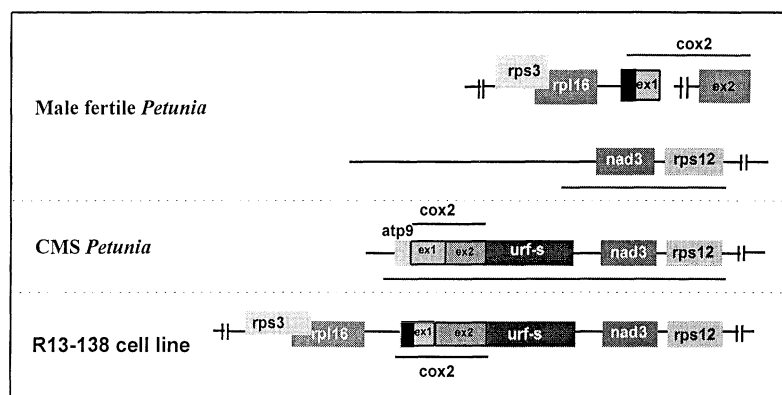 cox2
rps3
rpl16
ex1
ex2
Male fertile Petunia
nad3
rps12
cox2
atp9
CMS Petunia
ex1
ex2
urf-s
nad3
rps12
rps3
rpl16
R13-138 cell line
ex1
ex2
urf-s
nad3
rps12
cox2